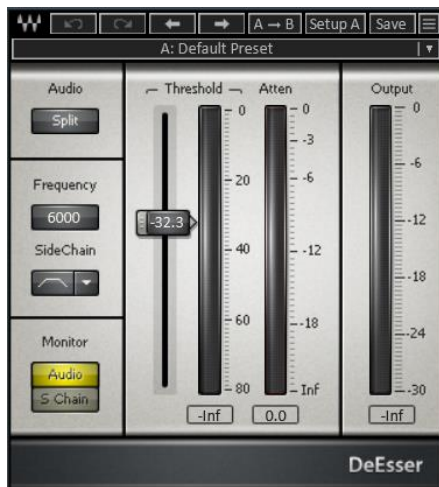 A → B Setup A Save
A: Default Preset
Audio
Split
Frequency
6000
SideChain
Monitor
Audio
S Chain
Threshold
-32.3
0
20
40
60
80
-Inf
Atten
0
-3
-6
-12
-18
Inf
0.0
Output
0
-6
-12
-18
-24
-30
-Inf
DeEsser